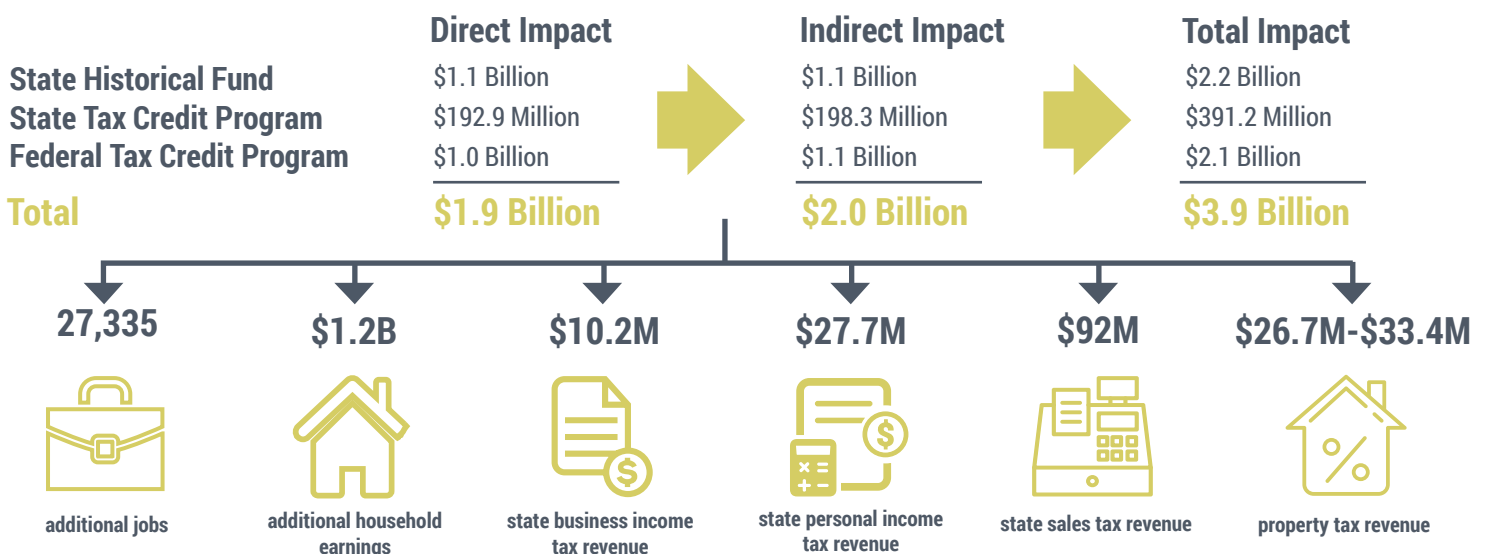 Direct Impact Indirect Impact Total Impact
State Historical Fund $1.1 Billion $1.1 Billion $2.2 Billion
State Tax Credit Program $192.9 Million $198.3 Million $391.2 Million
Federal Tax Credit Program $1.0 Billion $1.1 Billion $2.1 Billion
Total $1.9 Billion $2.0 Billion $3.9 Billion
27,335 $1.2B $10.2M $27.7M $92M $26.7M-$33.4M
$ $ %
× =
+ −
additional jobs additional household state business income state personal income state sales tax revenue property tax revenue
earnings tax revenue tax revenue